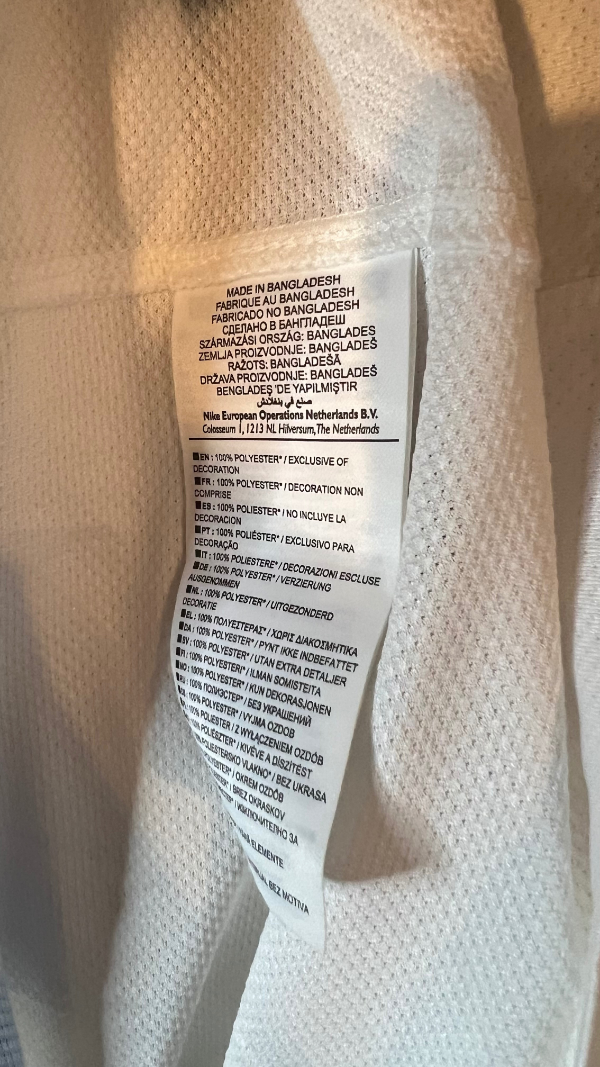 MADE IN BANGLADESH
FABRIQUE AU BANGLADESH
FABRICADO NO BANGLADESH
СДЕЛАНО В БАНГЛАДЕШ
SZÁRMAZÁSI ORSZÁG: BANGLADES
ZEMLJA PROIZVODNJE: BANGLADEŠ
RAŽOTS: BANGLADEŠĀ
DRŽAVA PROIZVODNJE: BANGLADEŠ
BENGLADEŞ 'DE YAPILMIŞTIR
صنع في بنغلادش
Nike European Operations Netherlands B.V.
Colosseum 1, 1213 NL Hilversum, The Netherlands
EN : 100% POLYESTER* / EXCLUSIVE OF
DECORATION
FR : 100% POLYESTER* / DECORATION NON
COMPRISE
ES : 100% POLIESTER* / NO INCLUYE LA
DECORACION
PT : 100% POLIÉSTER* / EXCLUSIVO PARA
DECORAÇÃO
IT : 100% POLIESTERE* / DECORAZIONI ESCLUSE
DE : 100% POLYESTER* / VERZIERUNG
AUSGENOMMEN
NL : 100% POLYESTER* / UITGEZONDERD
DECORATIE
EL : 100% ΠΟΛΥΕΣΤΕΡΑΣ* / ΧΩΡΙΣ ΔΙΑΚΟΣΜΗΤΙΚΑ
DA : 100% POLYESTER* / PYNT IKKE INDBEFATTET
SV : 100% POLYESTER* / UTAN EXTRA DETALJER
FI : 100% POLYESTERI* / ILMAN SOMISTEITA
NO : 100% POLYESTER* / KUN DEKORASJONEN
RU : 100% ПОЛИЭСТЕР* / БЕЗ УКРАШЕНИЙ
100% POLYESTER* / VYJMA OZDOB
100% POLIESTER / Z WYŁĄCZENIEM OZDÓB
100% POLIÉSZTER* / KIVÉVE A DÍSZÍTÉST
POLIESTERSKO VLAKNO* / BEZ UKRASA
/ OKREM OZDÔB
/ BREZ OKRASKOV
/ ИЗКЛЮЧИТЕЛНО ЗА
ELEMENTE
BEZ MOTIVA